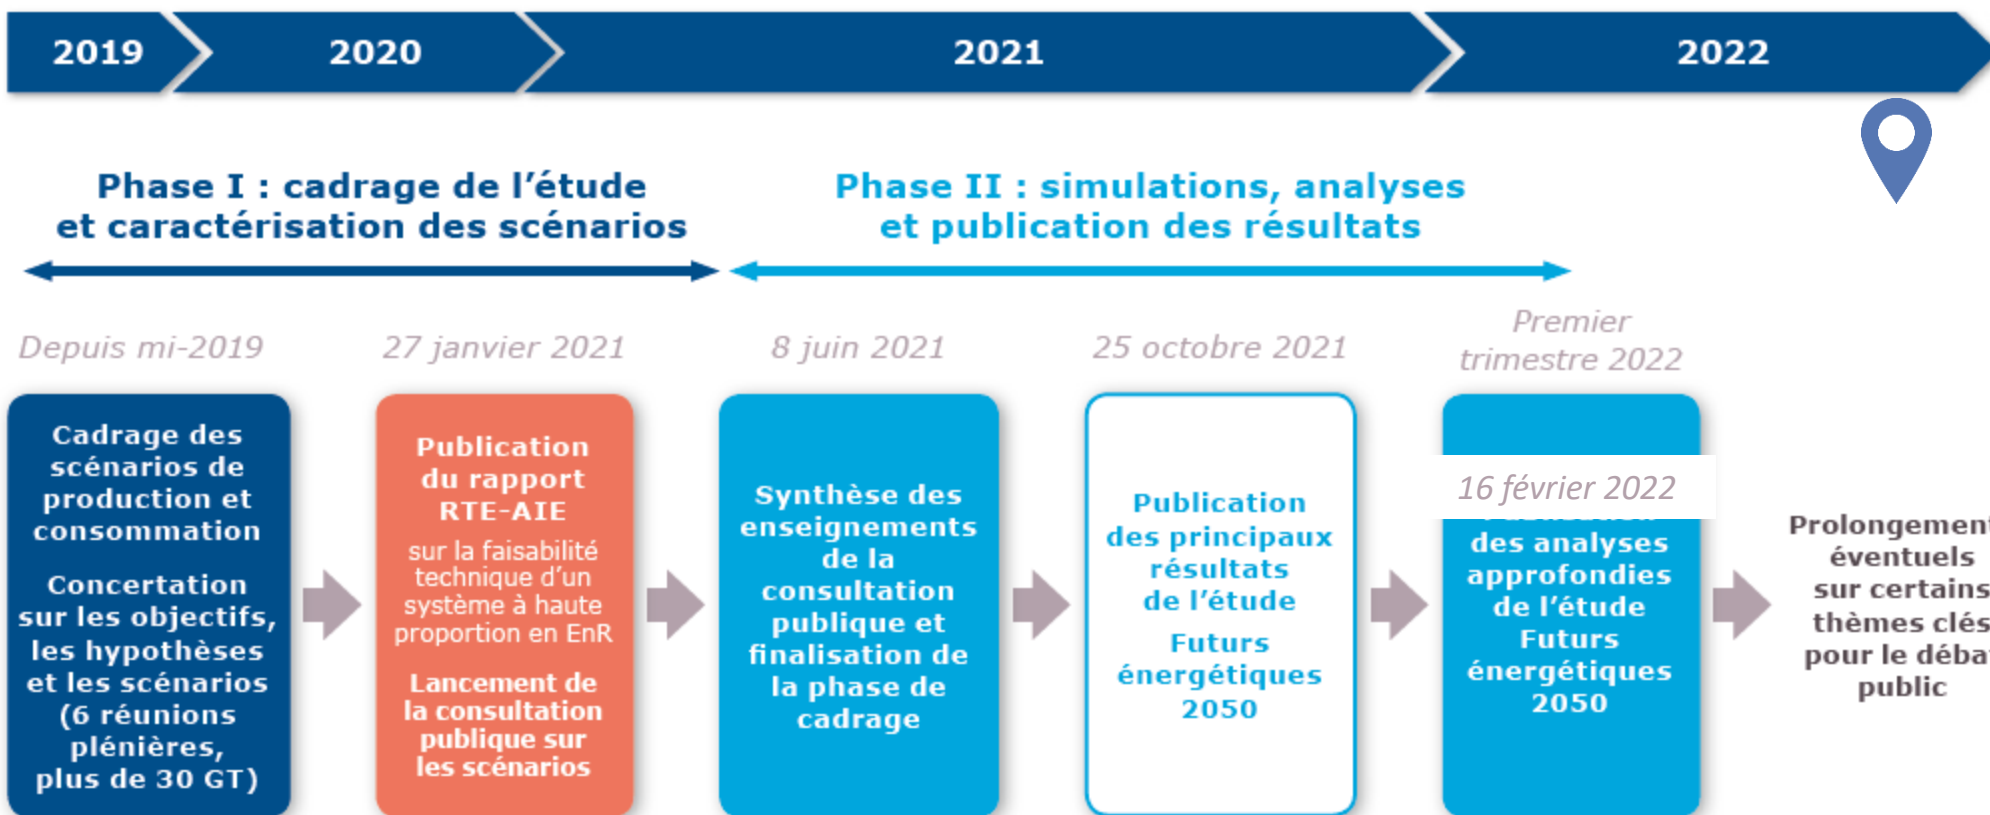 2019
2020
2021
2022
Phase I : cadrage de l’étude
et caractérisation des scénarios
Phase II : simulations, analyses
et publication des résultats
Depuis mi-2019
27 janvier 2021
8 juin 2021
25 octobre 2021
Premier
trimestre 2022
Cadrage des
scénarios de
production et
consommation
Concertation
sur les objectifs,
les hypothèses
et les scénarios
(6 réunions
plénières,
plus de 30 GT)
Publication
du rapport
RTE-AIE
sur la faisabilité
technique d’un
système à haute
proportion en EnR
Lancement de
la consultation
publique sur
les scénarios
Synthèse des
enseignements
de la
consultation
publique et
finalisation de
la phase de
cadrage
Publication
des principaux
résultats
de l’étude
Futurs
énergétiques
2050
16 février 2022
des analyses
approfondies
de l’étude
Futurs
énergétiques
2050
Prolongement
éventuels
sur certains
thèmes clés
pour le débat
public